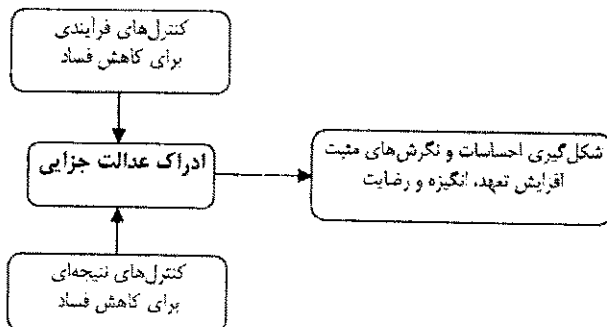 کنترل‌های فرآیندی
برای کاهش فساد
ادراک عدالت جزایی
شکل‌گیری احساسات و نگرش‌های مثبت
افزایش تعهد، انگیزه و رضایت
کنترل‌های نتیجه‌ای
برای کاهش فساد